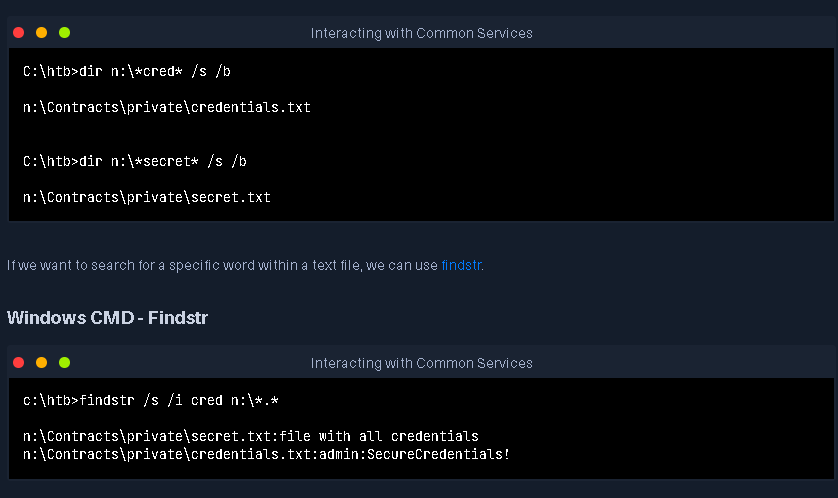 Interacting with Common Services
C:\htb>dir n:\*cred* /s /b
n:\Contracts\private\credentials.txt
C:\htb>dir n:\*secret* /s /b
n:\Contracts\private\secret.txt
If we want to search for a specific word within a text file, we can use findstr.
Windows CMD - Findstr
Interacting with Common Services
c:\htb>findstr /s /i cred n:\*.*
n:\Contracts\private\secret.txt:file with all credentials
n:\Contracts\private\credentials.txt:admin:SecureCredentials!